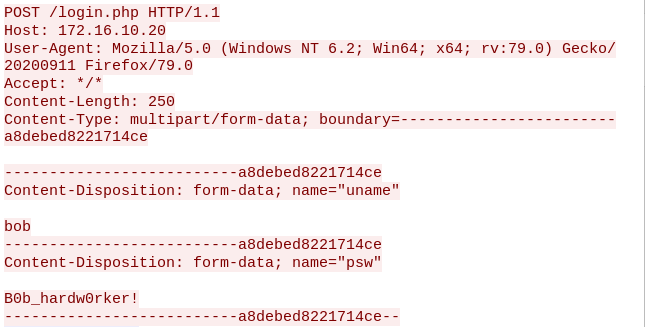 POST /login.php HTTP/1.1
Host: 172.16.10.20
User-Agent: Mozilla/5.0 (Windows NT 6.2; Win64; x64; rv:79.0) Gecko/
20200911 Firefox/79.0
Accept: */*
Content-Length: 250
Content-Type: multipart/form-data; boundary=------------------------
a8debed8221714ce
--------------------------a8debed8221714ce
Content-Disposition: form-data; name="uname"
bob
--------------------------a8debed8221714ce
Content-Disposition: form-data; name="psw"
B0b_hardw0rker!
--------------------------a8debed8221714ce--